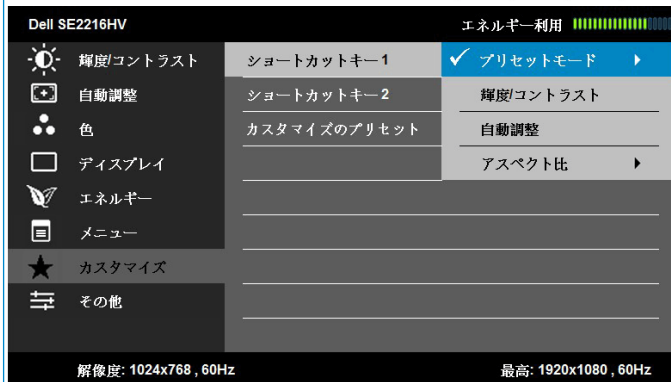 Dell SE2216HV エネルギー利用
輝度/コントラスト ショートカットキー1 プリセットモード
自動調整 ショートカットキー2 輝度/コントラスト
色 カスタマイズのプリセット 自動調整
ディスプレイ アスペクト比
エネルギー
メニュー
カスタマイズ
その他
解像度: 1024x768 , 60Hz 最高: 1920x1080 , 60Hz